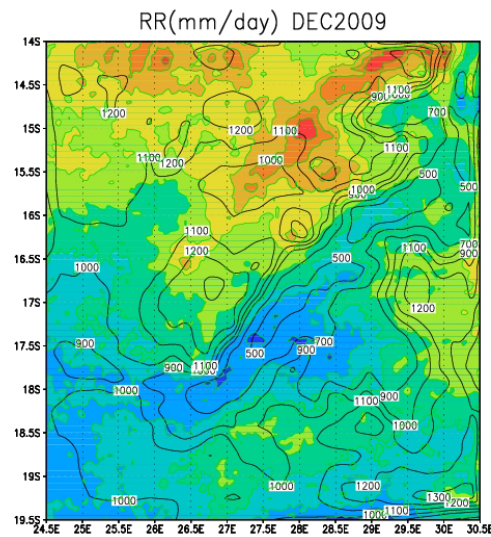 RR(mm/day) DEC2009
14S
14.5S 900 1100
1200 1200 700
15S 1100
1100 1200 1100
15.5S 1000 500 500
1000
16S
1100 1100 700
16.5S 1200 500 900
1000
17S 1200
17.5S 700
900 900 1100 500 900
18S 1000 900
1100
18.5S 1000
19S 1000 1200
1000 1300
1200
19.5S 1100
24.5E 25E 25.5E 26E 26.5E 27E 27.5E 28E 28.5E 29E 29.5E 30E 30.5E